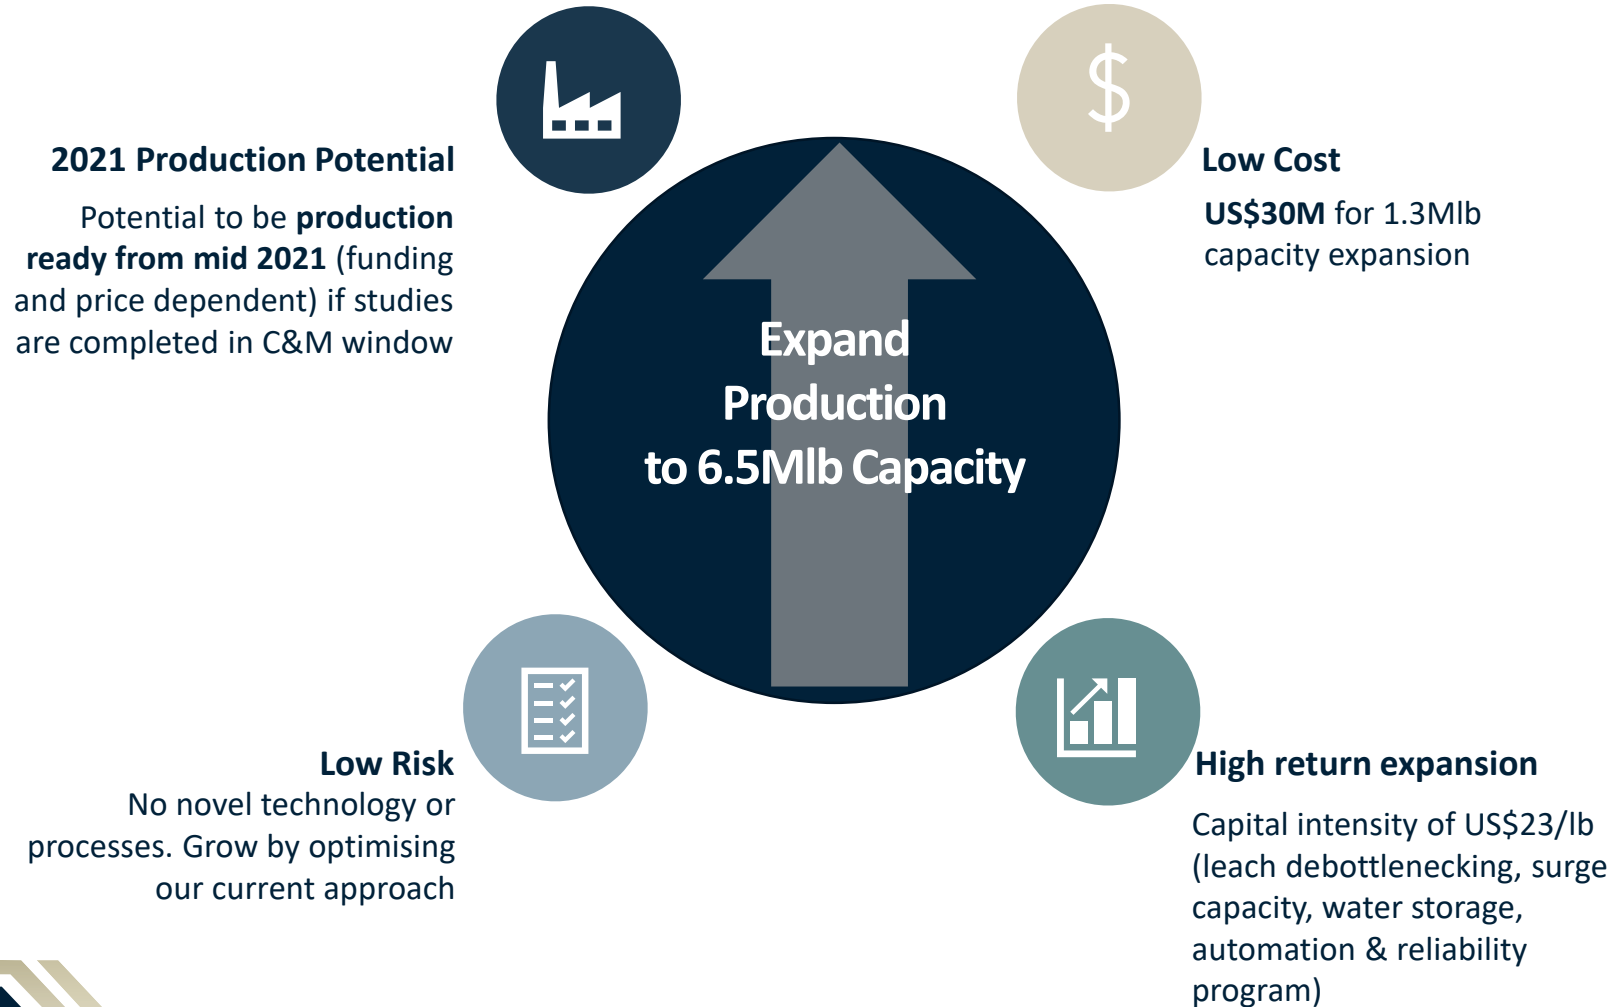 2021 Production Potential
Potential to be production
ready from mid 2021 (funding
and price dependent) if studies
are completed in C&M window
Low Cost
US$30M for 1.3Mlb
capacity expansion
Expand
Production
to 6.5Mlb Capacity
Low Risk
No novel technology or
processes. Grow by optimising
our current approach
High return expansion
Capital intensity of US$23/lb
(leach debottlenecking, surge
capacity, water storage,
automation & reliability
program)